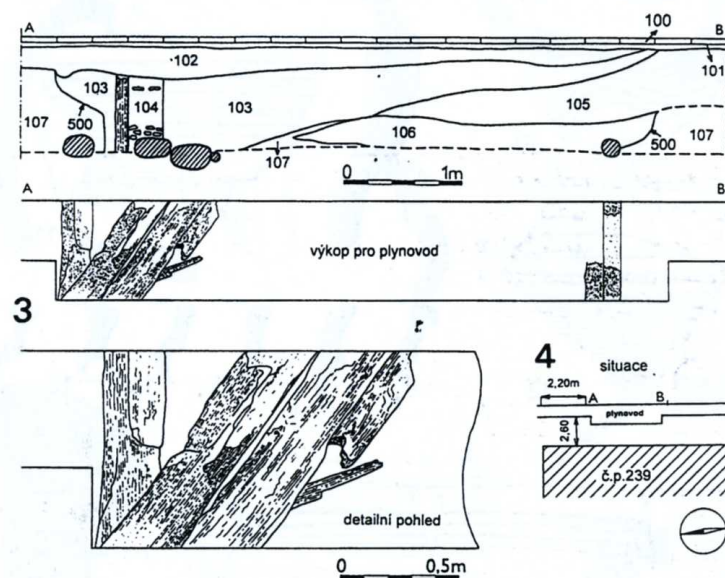 A B
100
102 101
103 104 103 105
107 500 106 500 107
107
0 1m
A B
výkop pro plynovod
3
4
situace
2,20m A B
plynovod
2,60
č.p.239
detailní pohled
0 0,5m